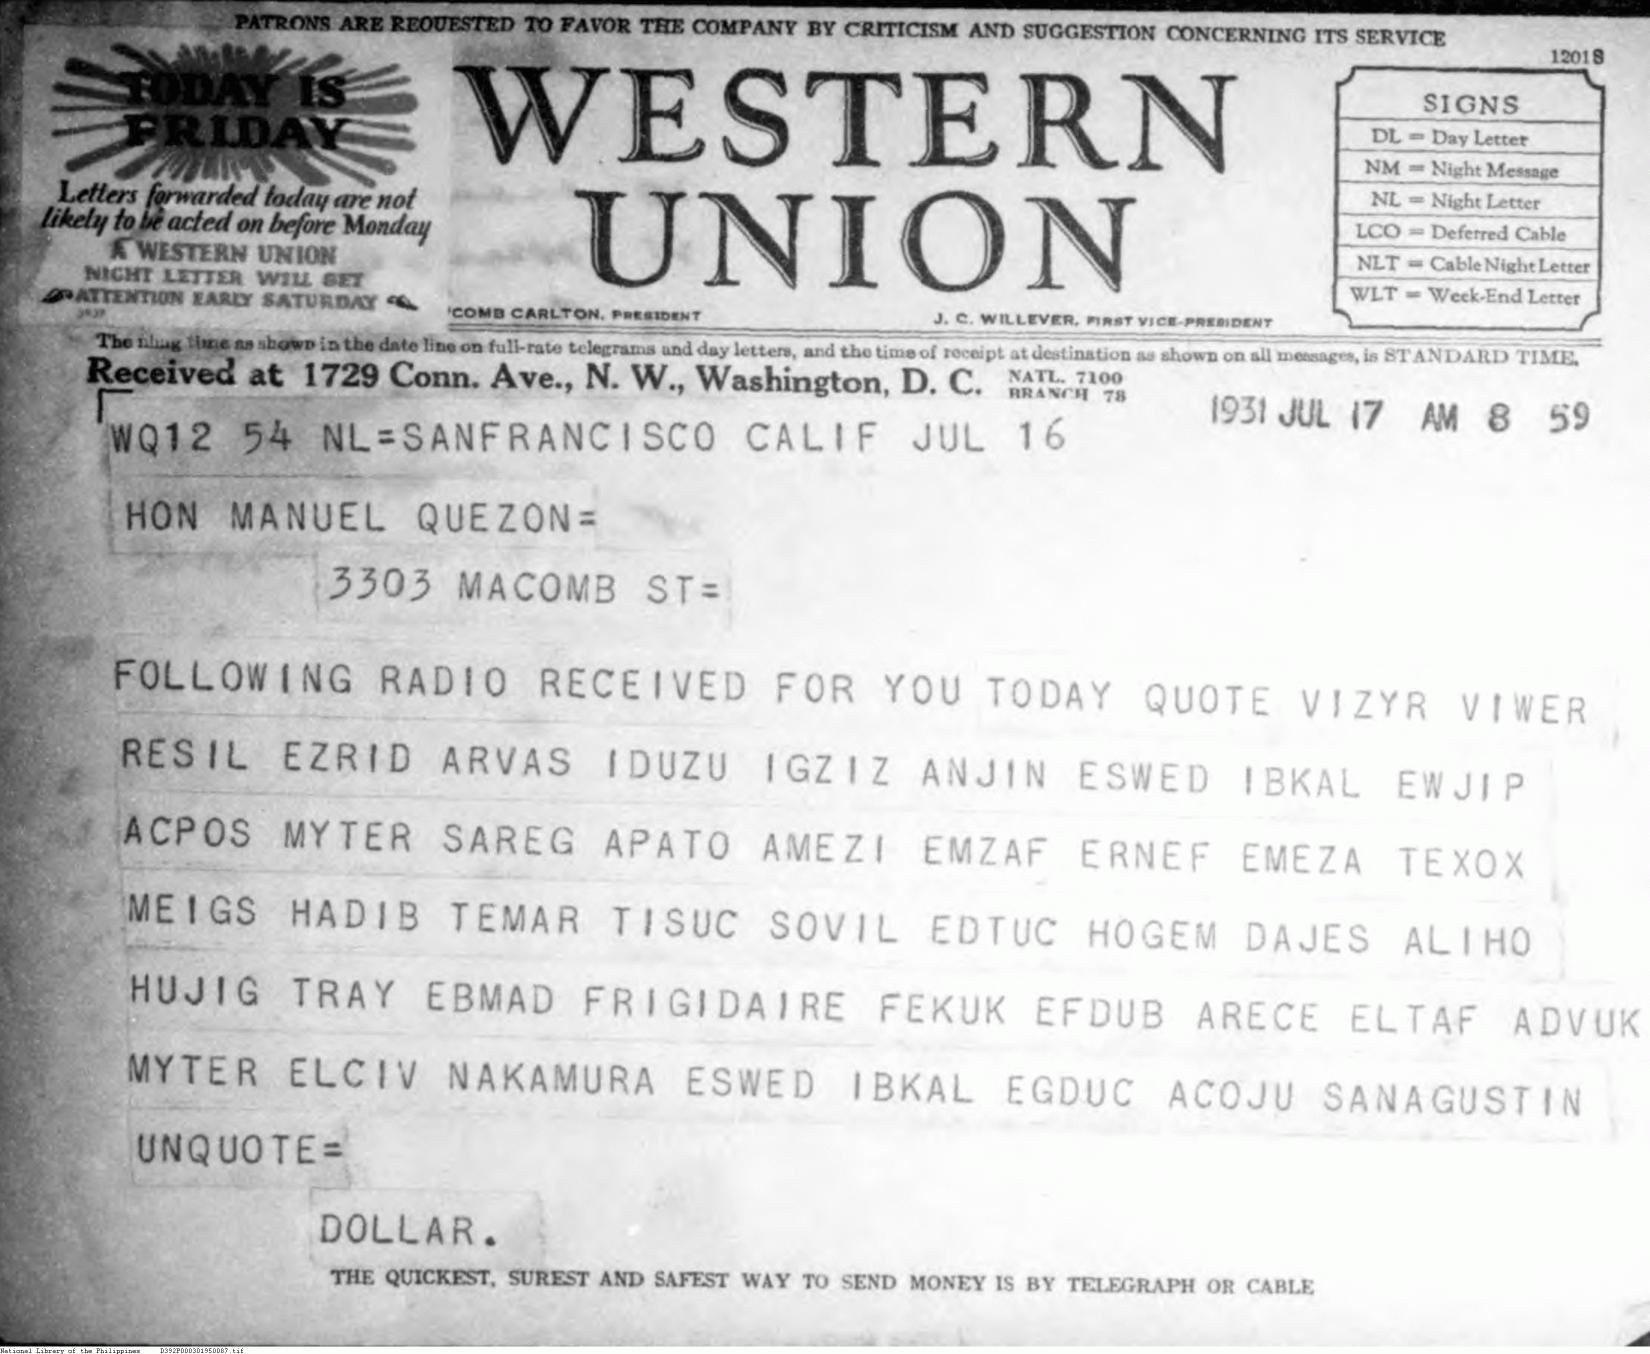 PATRONS ARE REQUESTED TO FAVOR THE COMPANY BY CRITICISM AND SUGGESTION CONCERNING ITS SERVICE
1201S
TODAY IS
FRIDAY
Letters forwarded today are not
likely to be acted on before Monday
A WESTERN UNION
NIGHT LETTER WILL GET
ATTENTION EARLY SATURDAY
WESTERN
UNION
SIGNS
DL = Day Letter
NM = Night Message
NL = Night Letter
LCO = Deferred Cable
NLT = Cable Night Letter
WLT = Week-End Letter
COMB CARLTON, PRESIDENT
J. C. WILLEVER, FIRST VICE-PRESIDENT
The filing time as shown in the date line on full-rate telegrams and day letters, and the time of receipt at destination as shown on all messages, is STANDARD TIME.
Received at 1729 Conn. Ave., N. W., Washington, D. C. NATL. 7100
BRANCH 78
1931 JUL 17 AM 8 59
WQ12 54 NL=SANFRANCISCO CALIF JUL 16
HON MANUEL QUEZON=
3303 MACOMB ST=
FOLLOWING RADIO RECEIVED FOR YOU TODAY QUOTE VIZYR VIWER
RESIL EZRID ARVAS IDUZU IGZIZ ANJIN ESWED IBKAL EWJIP
ACPOS MYTER SAREG APATO AMEZI EMZAF ERNEF EMEZA TEXOX
MEIGS HADIB TEMAR TISUC SOVIL EDTUC HOGEM DAJES ALIHO
HUJIG TRAY EBMAD FRIGIDAIRE FEKUK EFDUB ARECE ELTAF ADVUK
MYTER ELCIV NAKAMURA ESWED IBKAL EGDUC ACOJU SANAGUSTIN
UNQUOTE=
DOLLAR.
THE QUICKEST, SUREST AND SAFEST WAY TO SEND MONEY IS BY TELEGRAPH OR CABLE
National Library of the Philippines D392P000301950087.tif